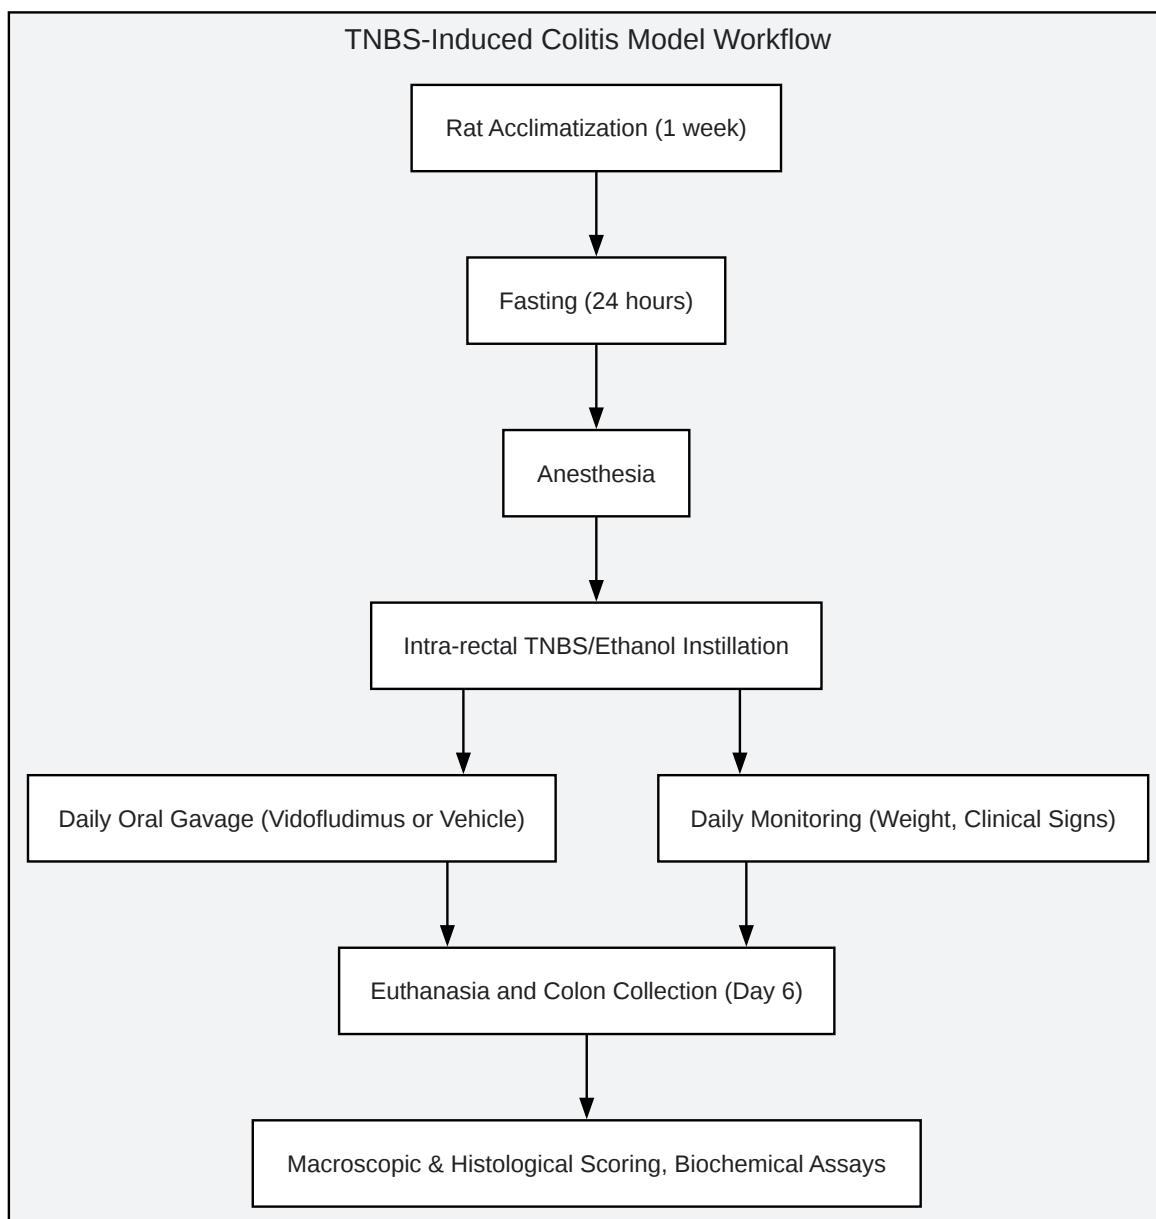 TNBS-Induced Colitis Model Workflow
Rat Acclimatization (1 week)
Fasting (24 hours)
Anesthesia
Intra-rectal TNBS/Ethanol Instillation
Daily Oral Gavage (Vidofludimus or Vehicle)
Daily Monitoring (Weight, Clinical Signs)
Euthanasia and Colon Collection (Day 6)
Macroscopic & Histological Scoring, Biochemical Assays